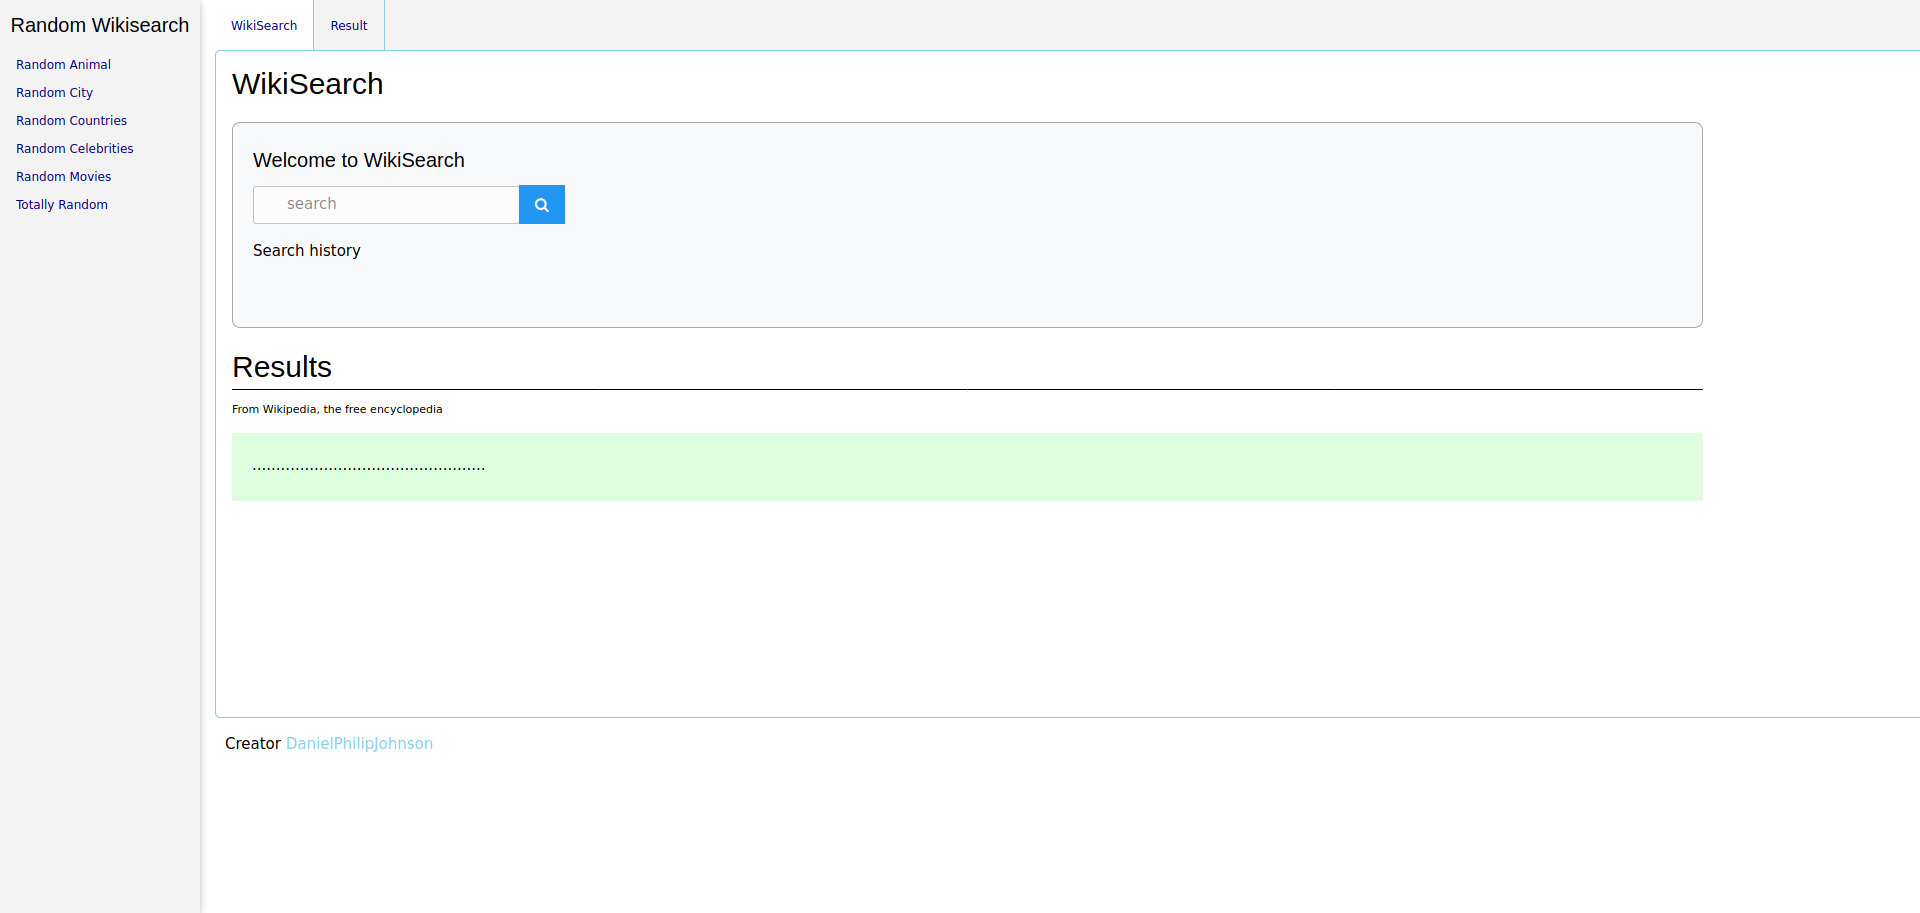 Random Wikisearch
Random Animal
Random City
Random Countries
Random Celebrities
Random Movies
Totally Random
WikiSearch
Result
WikiSearch
Welcome to WikiSearch
search
Search history
Results
From Wikipedia, the free encyclopedia
.................................................
Creator DanielPhilipJohnson